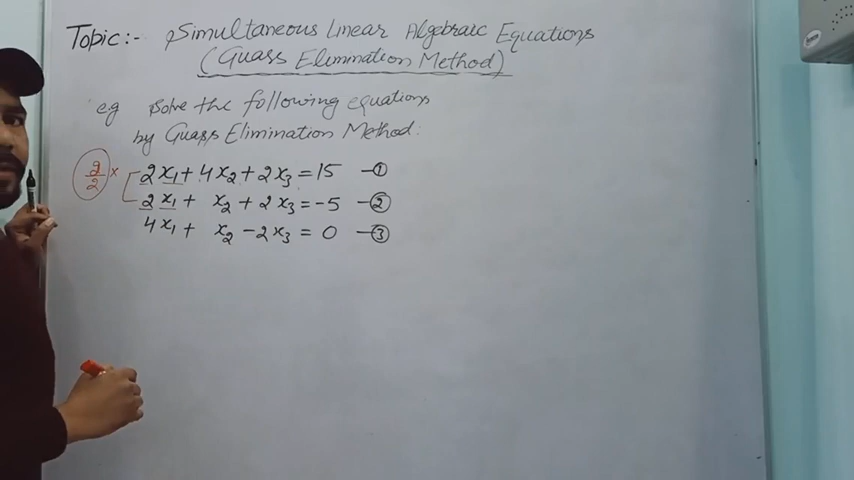 Topic:- Simultaneous Linear Algebraic Equations
(Guass Elimination Method)
e.g Solve the following equations
by Guass Elimination Method:
2/2 × 2x₁ + 4x₂ + 2x₃ = 15 —①
2x₁ + x₂ + 2x₃ = -5 —②
4x₁ + x₂ - 2x₃ = 0 —③